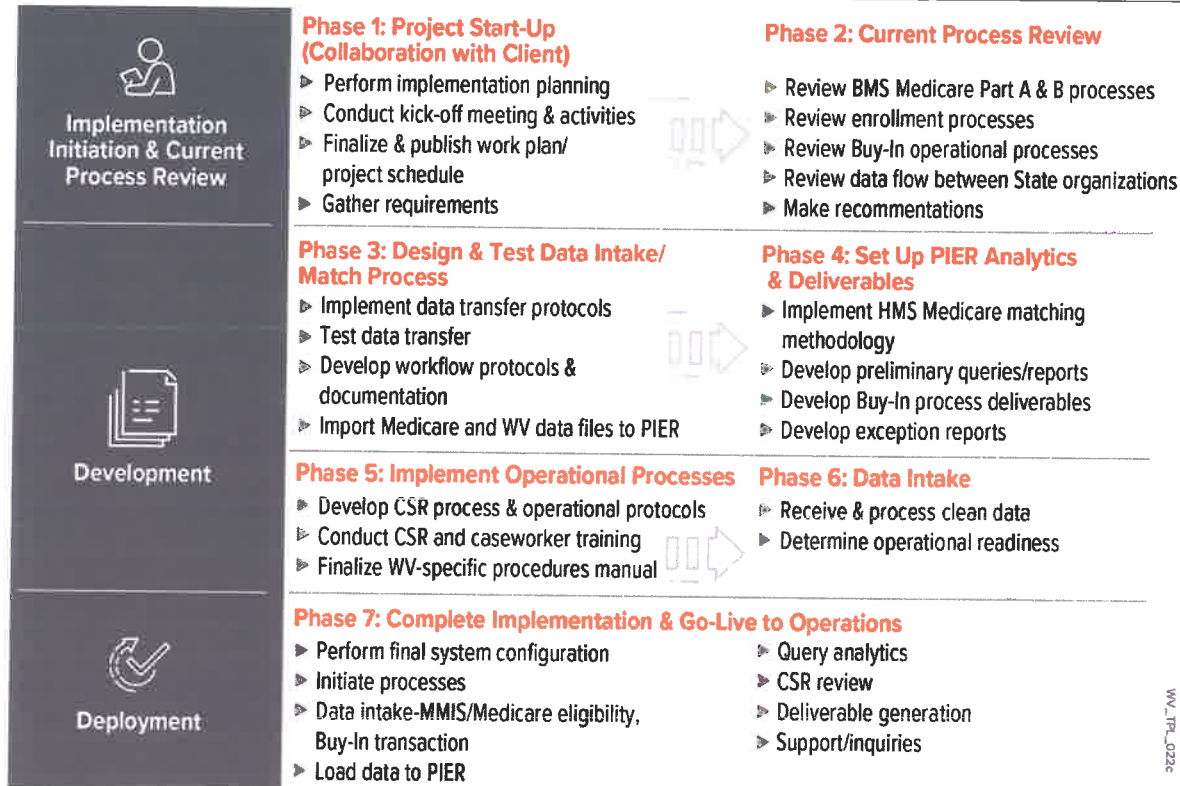 Implementation
Initiation & Current
Process Review
Phase 1: Project Start-Up
(Collaboration with Client)
Perform implementation planning
Conduct kick-off meeting & activities
Finalize & publish work plan/
project schedule
Gather requirements
Phase 2: Current Process Review
Review BMS Medicare Part A & B processes
Review enrollment processes
Review Buy-In operational processes
Review data flow between State organizations
Make recommentations
Development
Phase 3: Design & Test Data Intake/
Match Process
Implement data transfer protocols
Test data transfer
Develop workflow protocols &
documentation
Import Medicare and WV data files to PIER
Phase 4: Set Up PIER Analytics
& Deliverables
Implement HMS Medicare matching
methodology
Develop preliminary queries/reports
Develop Buy-In process deliverables
Develop exception reports
Phase 5: Implement Operational Processes
Develop CSR process & operational protocols
Conduct CSR and caseworker training
Finalize WV-specific procedures manual
Phase 6: Data Intake
Receive & process clean data
Determine operational readiness
Deployment
Phase 7: Complete Implementation & Go-Live to Operations
Perform final system configuration
Initiate processes
Data intake-MMIS/Medicare eligibility,
Buy-In transaction
Load data to PIER
Query analytics
CSR review
Deliverable generation
Support/inquiries
WV_TPL_022c